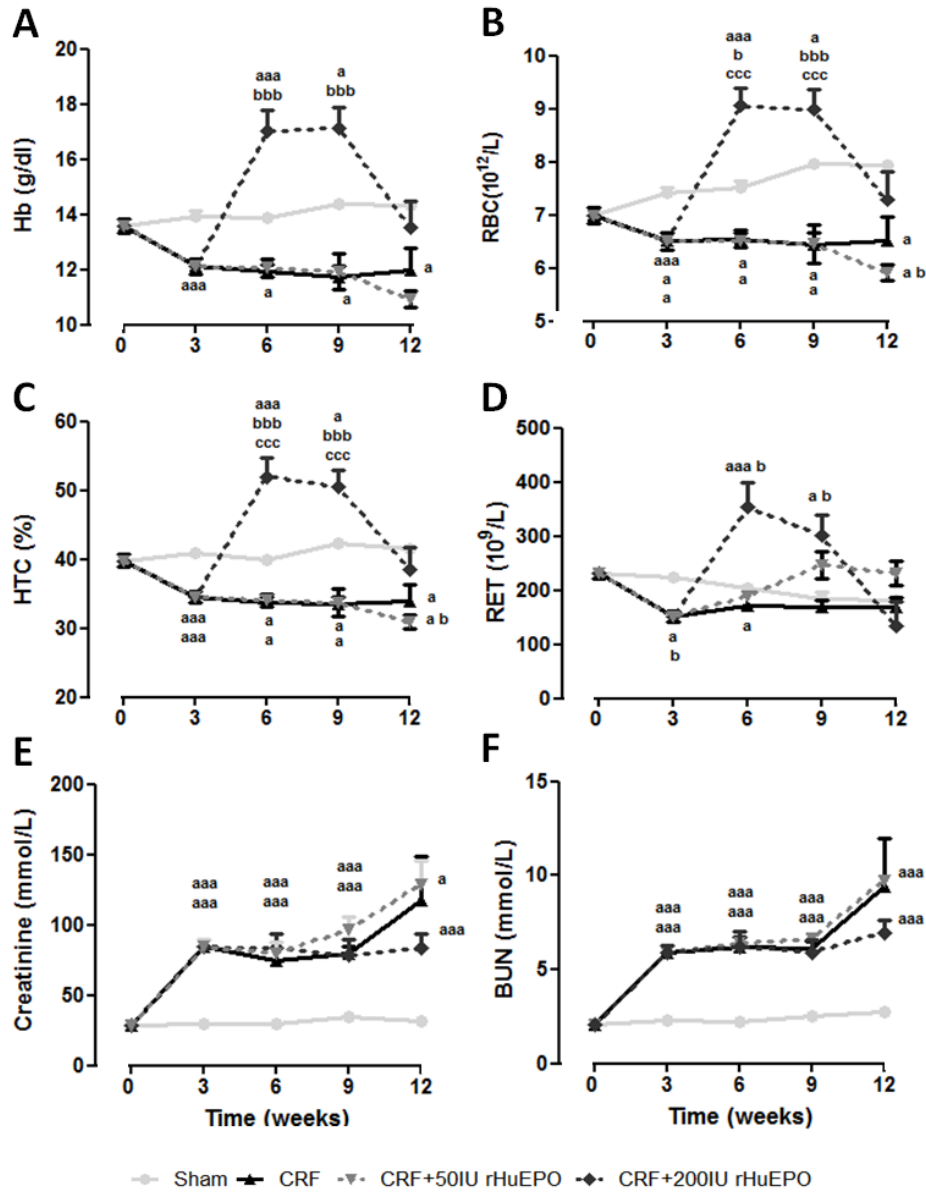 A
Hb (g/dl)
20
18
16
14
12
10
aaa
bbb
a
bbb
aaa
a
a
a
0 3 6 9 12
B
RBC(10¹²/L)
10
9
8
7
6
5
aaa
b
ccc
a
bbb
ccc
aaa
a
a
a
a
a
a
a
a b
0 3 6 9 12
C
HTC (%)
60
50
40
30
20
aaa
bbb
ccc
a
bbb
ccc
aaa
aaa
a
a
a
a
a
a b
0 3 6 9 12
D
RET (10⁹/L)
500
400
300
200
100
0
aaa b
a b
a
b
a
0 3 6 9 12
E
Creatinine (mmol/L)
200
150
100
50
0
aaa
aaa
aaa
aaa
aaa
aaa
a
aaa
0 3 6 9 12
Time (weeks)
F
BUN (mmol/L)
15
10
5
0
aaa
aaa
aaa
aaa
aaa
aaa
aaa
aaa
0 3 6 9 12
Time (weeks)
Sham CRF CRF+50IU rHuEPO CRF+200IU rHuEPO